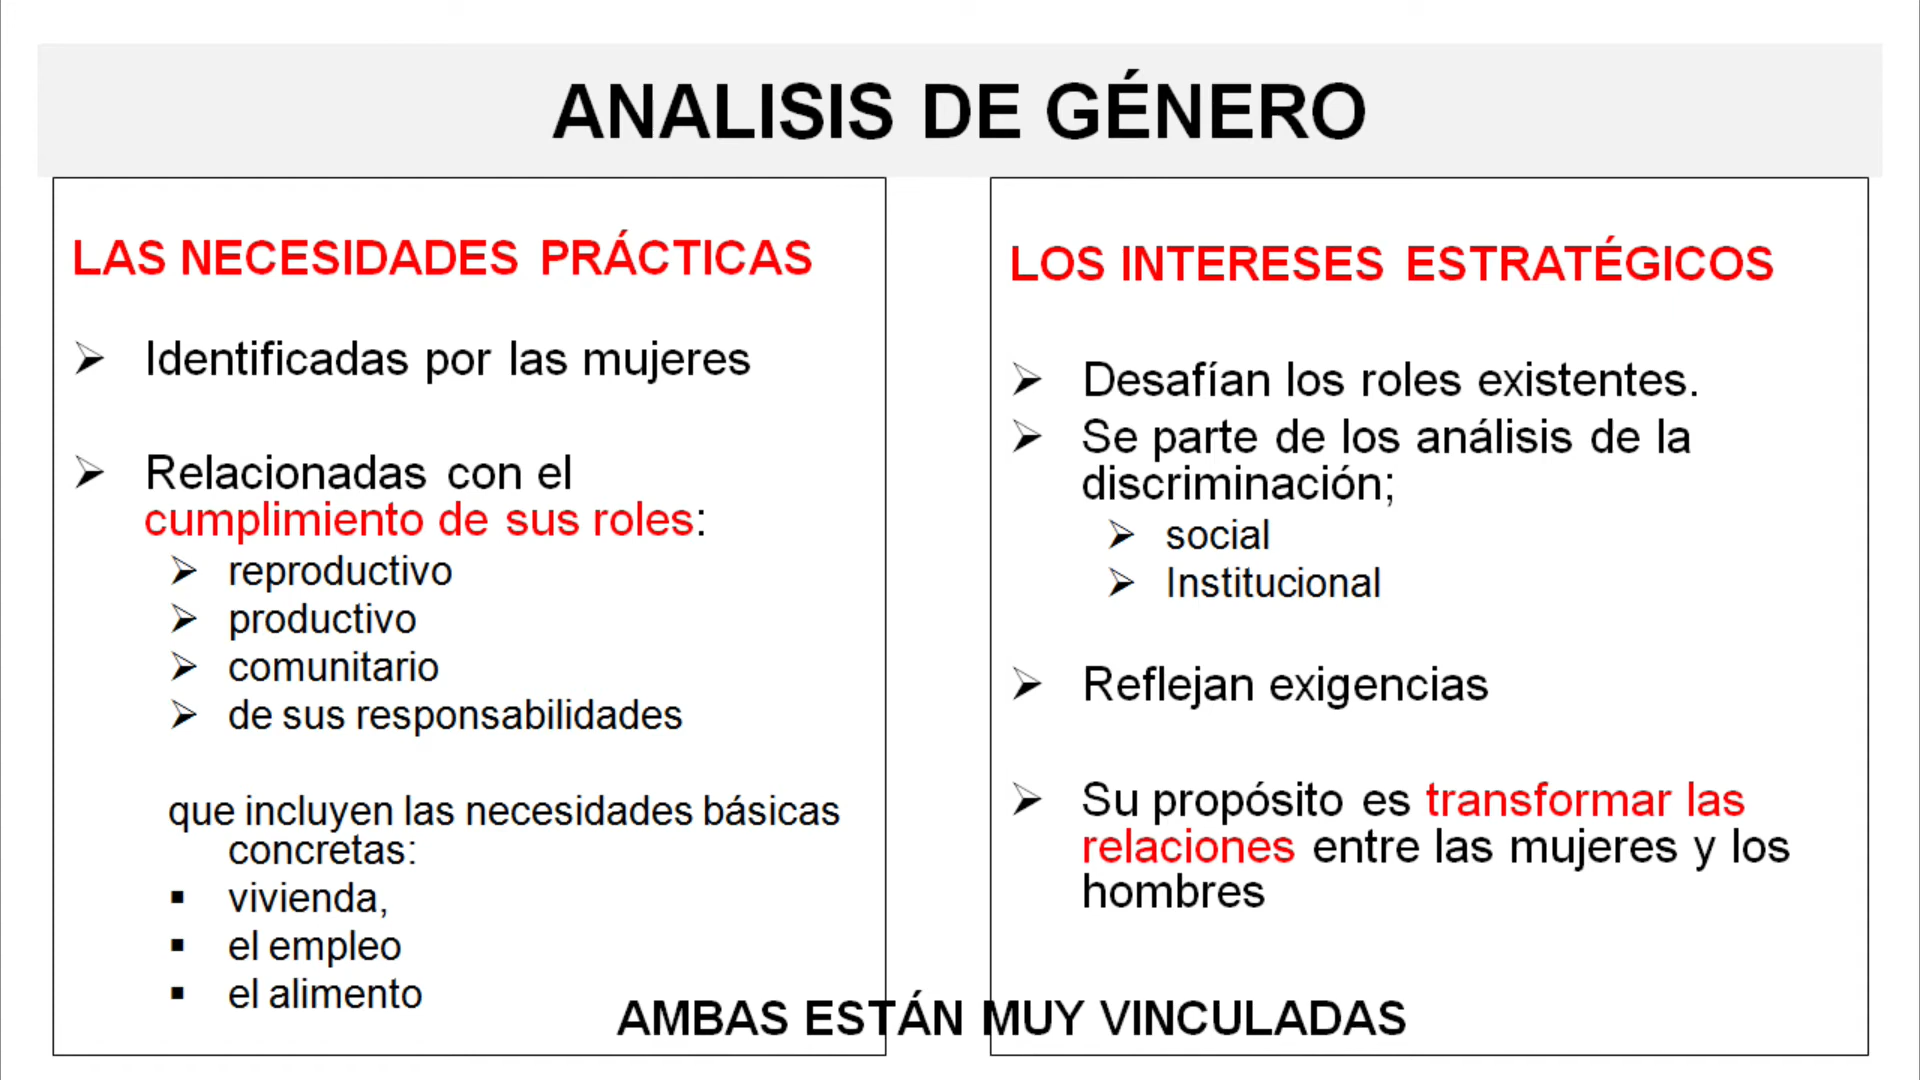 ANALISIS DE GÉNERO
LAS NECESIDADES PRÁCTICAS
Identificadas por las mujeres
Relacionadas con el
cumplimiento de sus roles:
reproductivo
productivo
comunitario
de sus responsabilidades
que incluyen las necesidades básicas
concretas:
vivienda,
el empleo
el alimento
LOS INTERESES ESTRATÉGICOS
Desafían los roles existentes.
Se parte de los análisis de la
discriminación;
social
Institucional
Reflejan exigencias
Su propósito es transformar las
relaciones entre las mujeres y los
hombres
AMBAS ESTÁN MUY VINCULADAS